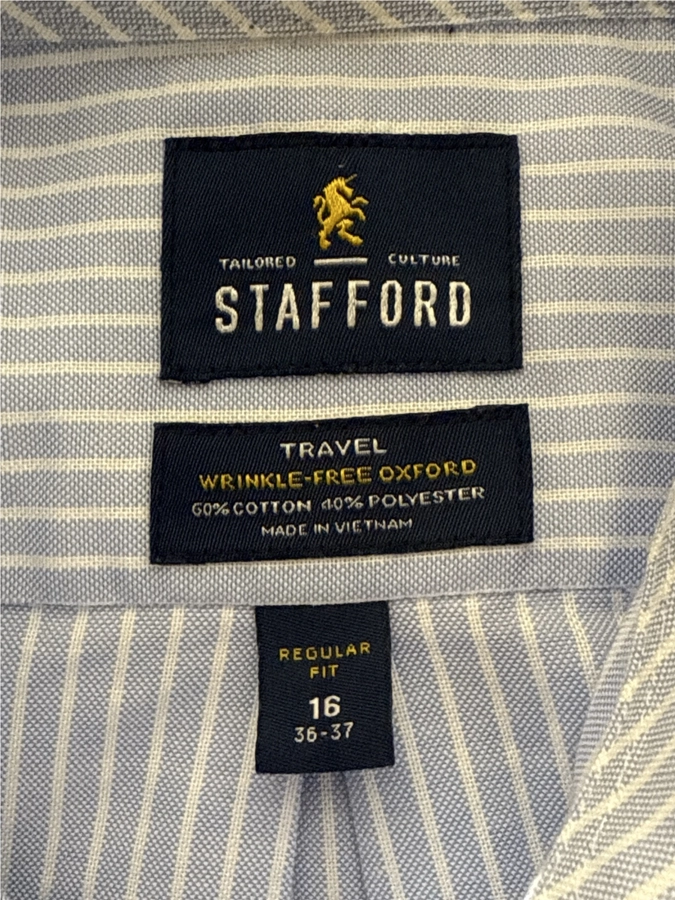 TAILORED CULTURE
STAFFORD
TRAVEL
WRINKLE-FREE OXFORD
60% COTTON 40% POLYESTER
MADE IN VIETNAM
REGULAR
FIT
16
36-37